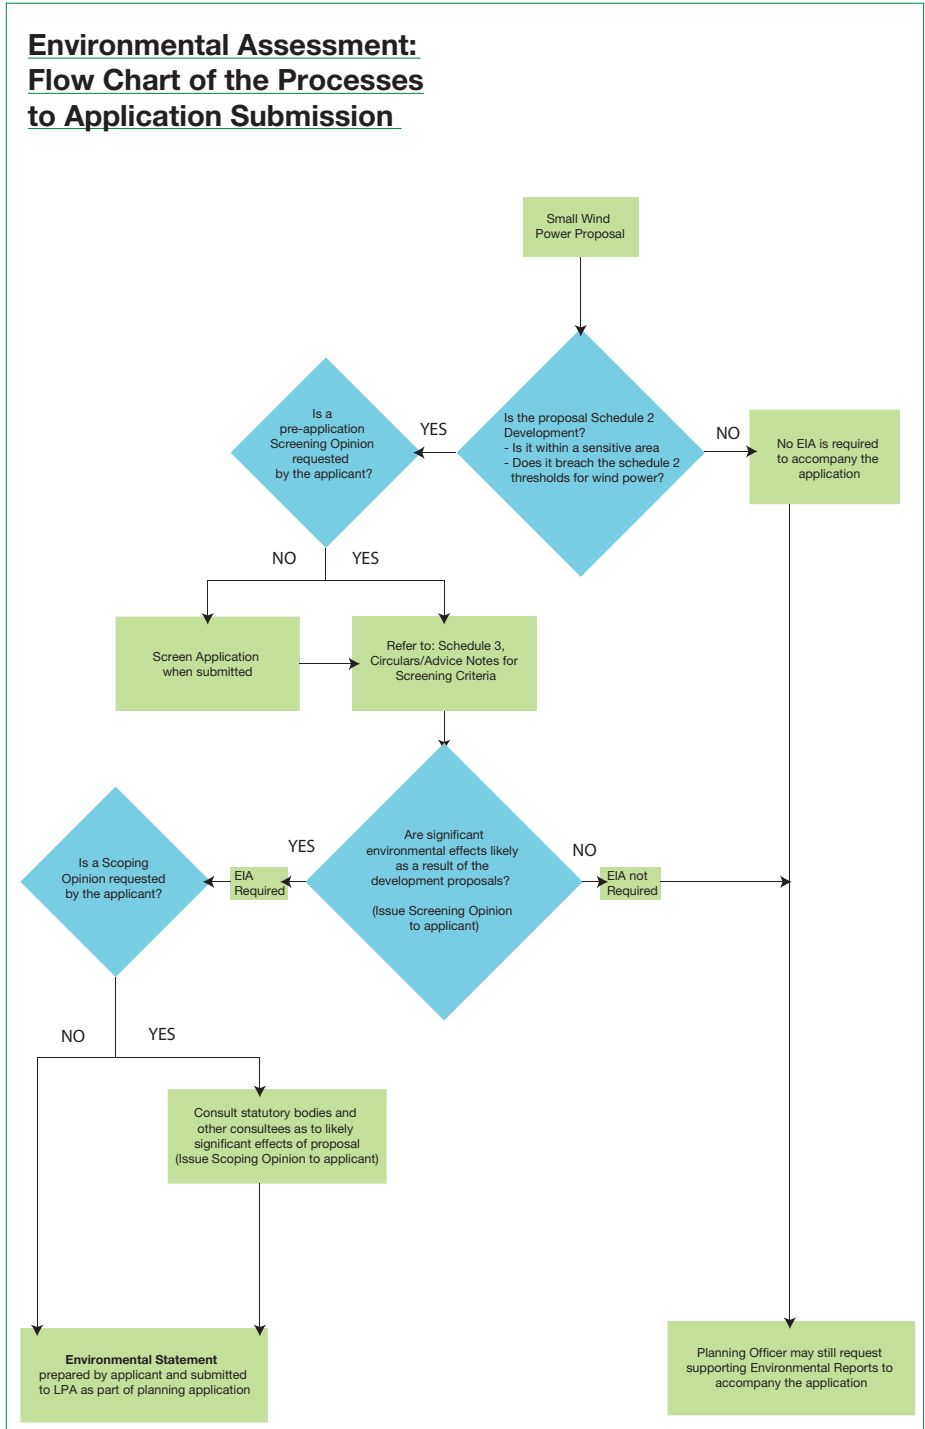 Environmental Assessment:
Flow Chart of the Processes
to Application Submission
Small Wind
Power Proposal
Is the proposal Schedule 2
Development?
- Is it within a sensitive area
- Does it breach the schedule 2
thresholds for wind power?
YES
NO
Is a
pre-application
Screening Opinion
requested
by the applicant?
No EIA is required
to accompany the
application
NO
YES
Screen Application
when submitted
Refer to: Schedule 3,
Circulars/Advice Notes for
Screening Criteria
Are significant
environmental effects likely
as a result of the
development proposals?
(Issue Screening Opinion
to applicant)
YES
NO
EIA
Required
EIA not
Required
Is a Scoping
Opinion requested
by the applicant?
NO
YES
Consult statutory bodies and
other consultees as to likely
significant effects of proposal
(Issue Scoping Opinion to applicant)
Environmental Statement
prepared by applicant and submitted
to LPA as part of planning application
Planning Officer may still request
supporting Environmental Reports to
accompany the application